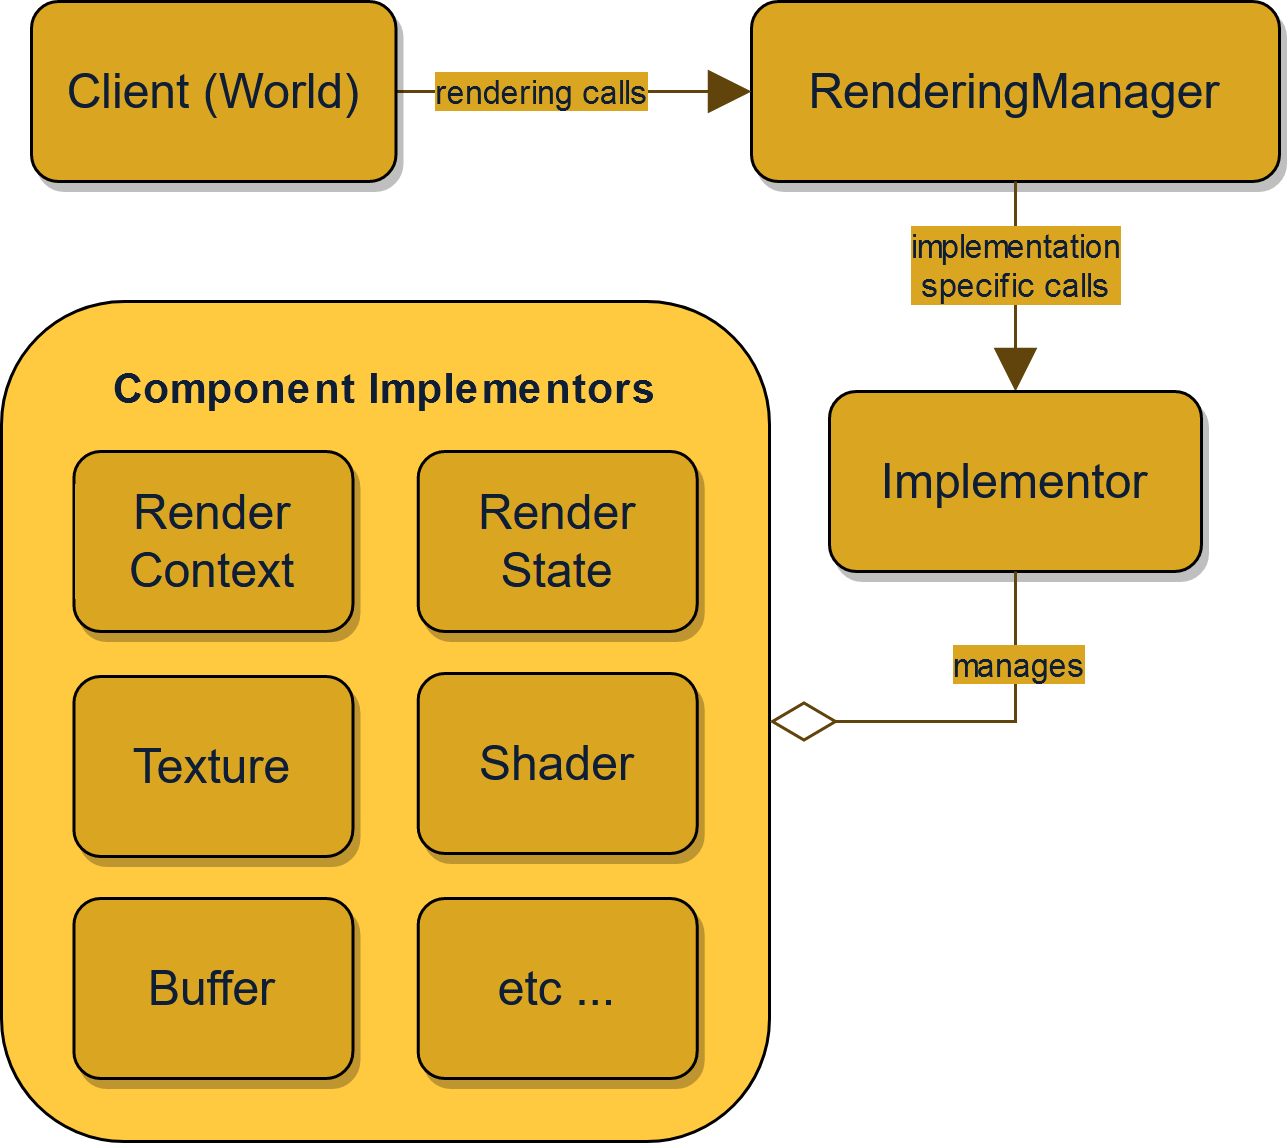 Client (World)
rendering calls
RenderingManager
implementation
specific calls
Implementor
manages
Component Implementors
Render
Context
Render
State
Texture
Shader
Buffer
etc ...